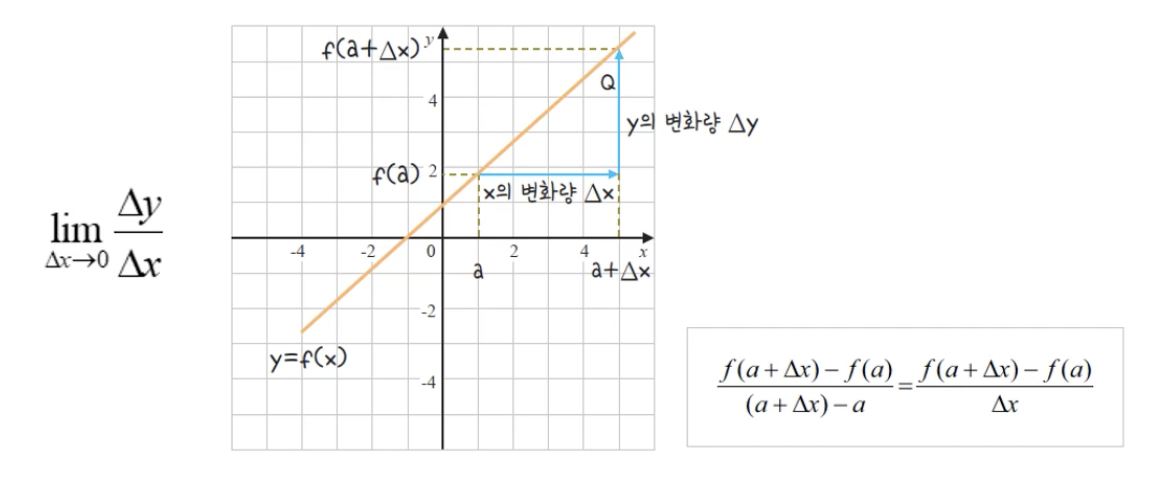 f(a+Δx) y
4
Q
y의 변화량 Δy
f(a) 2
x의 변화량 Δx
lim Δx→0 Δy/Δx
-4 -2 0 2 4 x
a a+Δx
-2
y=f(x)
-4
f(a+Δx)−f(a)/(a+Δx)−a = f(a+Δx)−f(a)/Δx